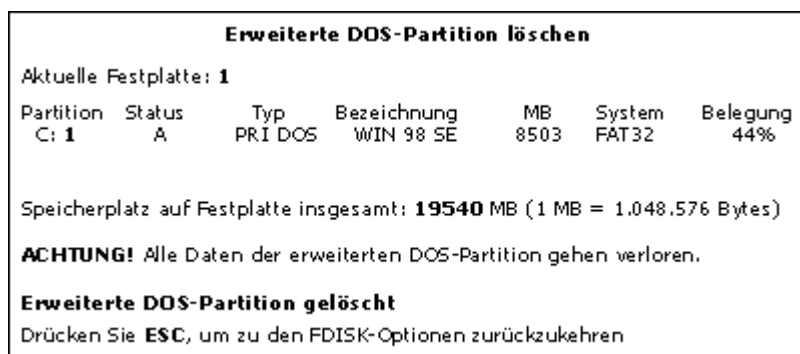 Erweiterte DOS-Partition löschen
Aktuelle Festplatte: 1
Partition Status Typ Bezeichnung MB System Belegung
C: 1 A PRI DOS WIN 98 SE 8503 FAT32 44%
Speicherplatz auf Festplatte insgesamt: 19540 MB (1 MB = 1.048.576 Bytes)
ACHTUNG! Alle Daten der erweiterten DOS-Partition gehen verloren.
Erweiterte DOS-Partition gelöscht
Drücken Sie ESC, um zu den FDISK-Optionen zurückzukehren